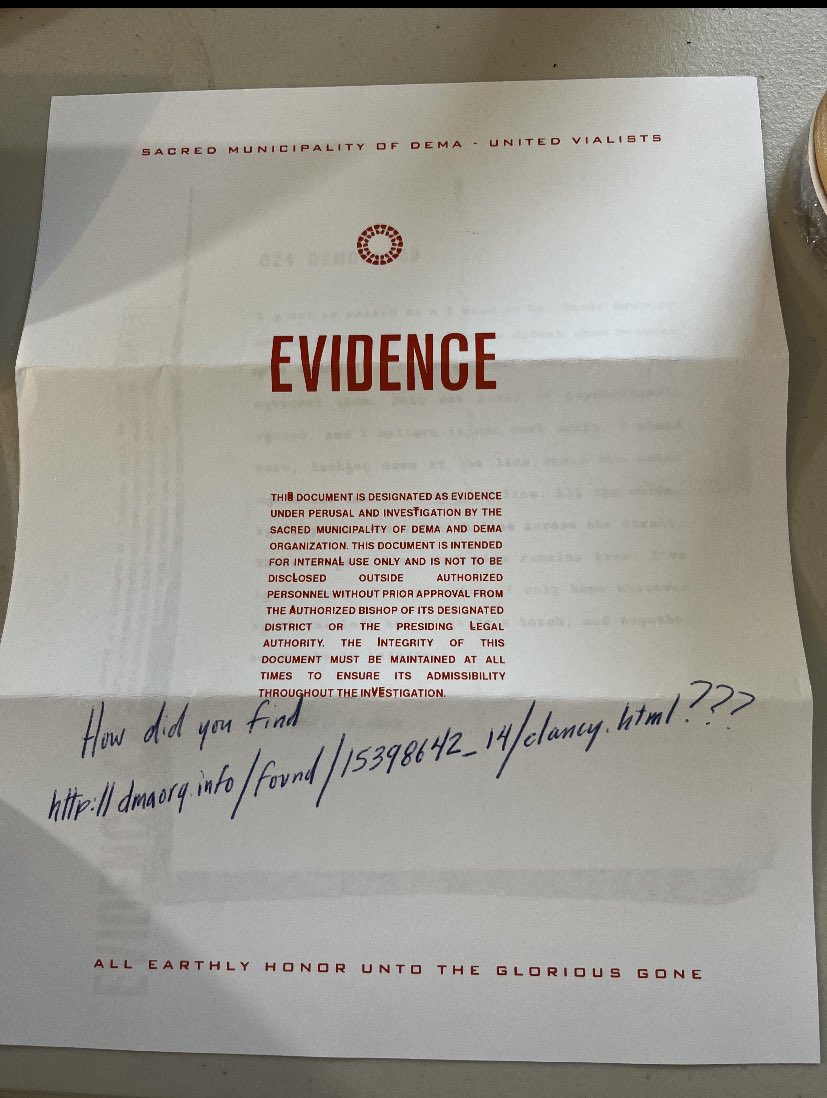 SACRED MUNICIPALITY OF DEMA - UNITED VIALISTS
EVIDENCE
THIS DOCUMENT IS DESIGNATED AS EVIDENCE
UNDER PERUSAL AND INVESTIGATION BY THE
SACRED MUNICIPALITY OF DEMA AND DEMA
ORGANIZATION. THIS DOCUMENT IS INTENDED
FOR INTERNAL USE ONLY AND IS NOT TO BE
DISCLOSED OUTSIDE AUTHORIZED
PERSONNEL WITHOUT PRIOR APPROVAL FROM
THE AUTHORIZED BISHOP OF ITS DESIGNATED
DISTRICT OR THE PRESIDING LEGAL
AUTHORITY. THE INTEGRITY OF THIS
DOCUMENT MUST BE MAINTAINED AT ALL
TIMES TO ENSURE ITS ADMISSIBILITY
THROUGHOUT THE INVESTIGATION.
How did you find
http://dmaorg.info/found/15398642_14/clancy.html???
ALL EARTHLY HONOR UNTO THE GLORIOUS GONE